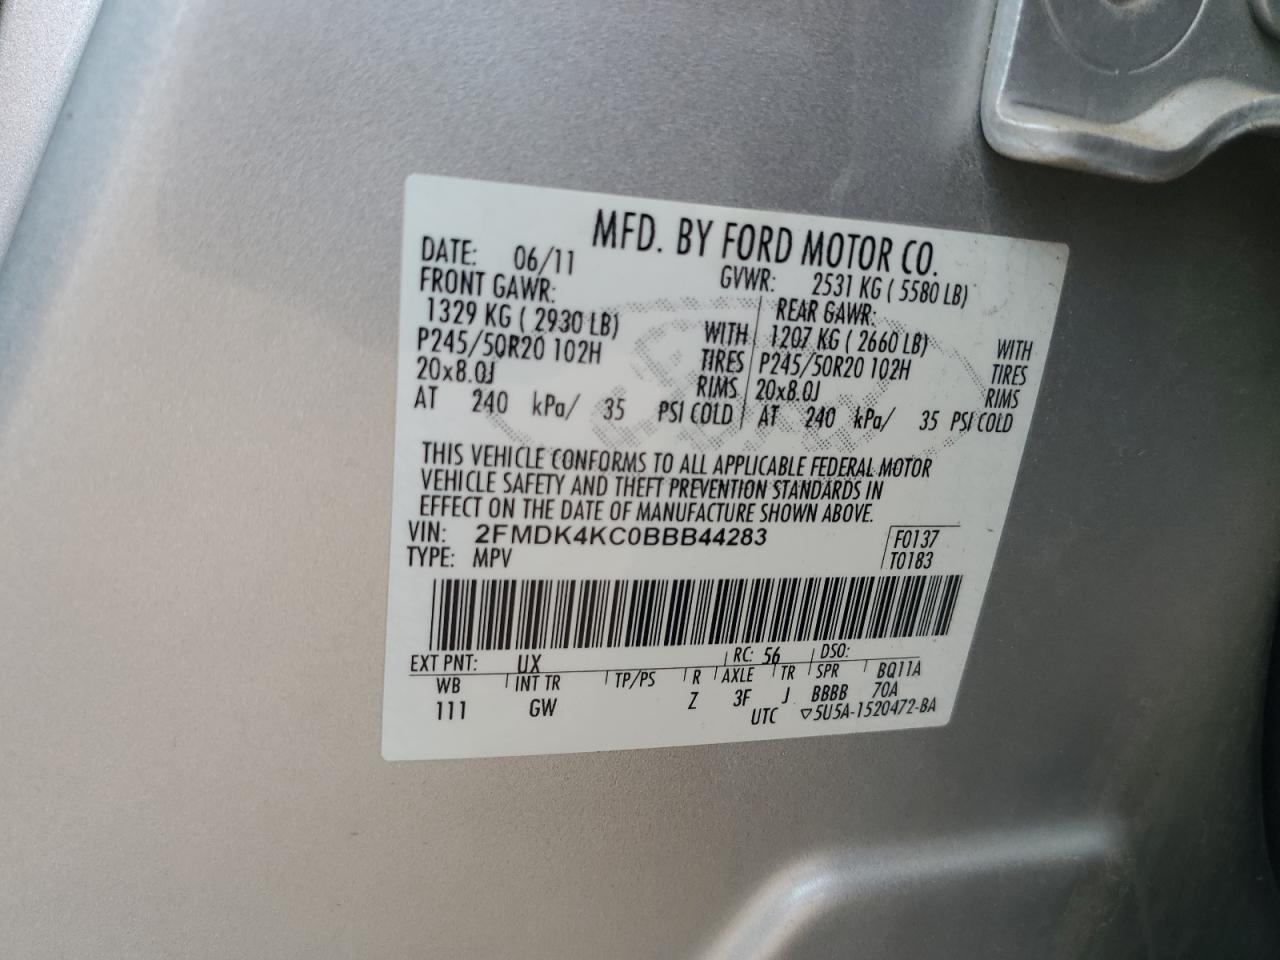 MFD. BY FORD MOTOR CO.
DATE: 06/11 GVWR: 2531 KG ( 5580 LB)
FRONT GAWR: REAR GAWR:
1329 KG ( 2930 LB) WITH 1207 KG ( 2660 LB) WITH
P245/50R20 102H TIRES P245/50R20 102H TIRES
20x8.0J RIMS 20x8.0J RIMS
AT 240 kPa/ 35 PSI COLD AT 240 kPa/ 35 PSI COLD
THIS VEHICLE CONFORMS TO ALL APPLICABLE FEDERAL MOTOR
VEHICLE SAFETY AND THEFT PREVENTION STANDARDS IN
EFFECT ON THE DATE OF MANUFACTURE SHOWN ABOVE.
VIN: 2FMDK4KC0BBB44283 F0137
TYPE: MPV T0183
EXT PNT: UX RC: 56 DSO:
WB INT TR TP/PS R AXLE TR SPR BQ11A
111 GW Z 3F J BBBB 70A
UTC ▽5U5A-1520472-BA